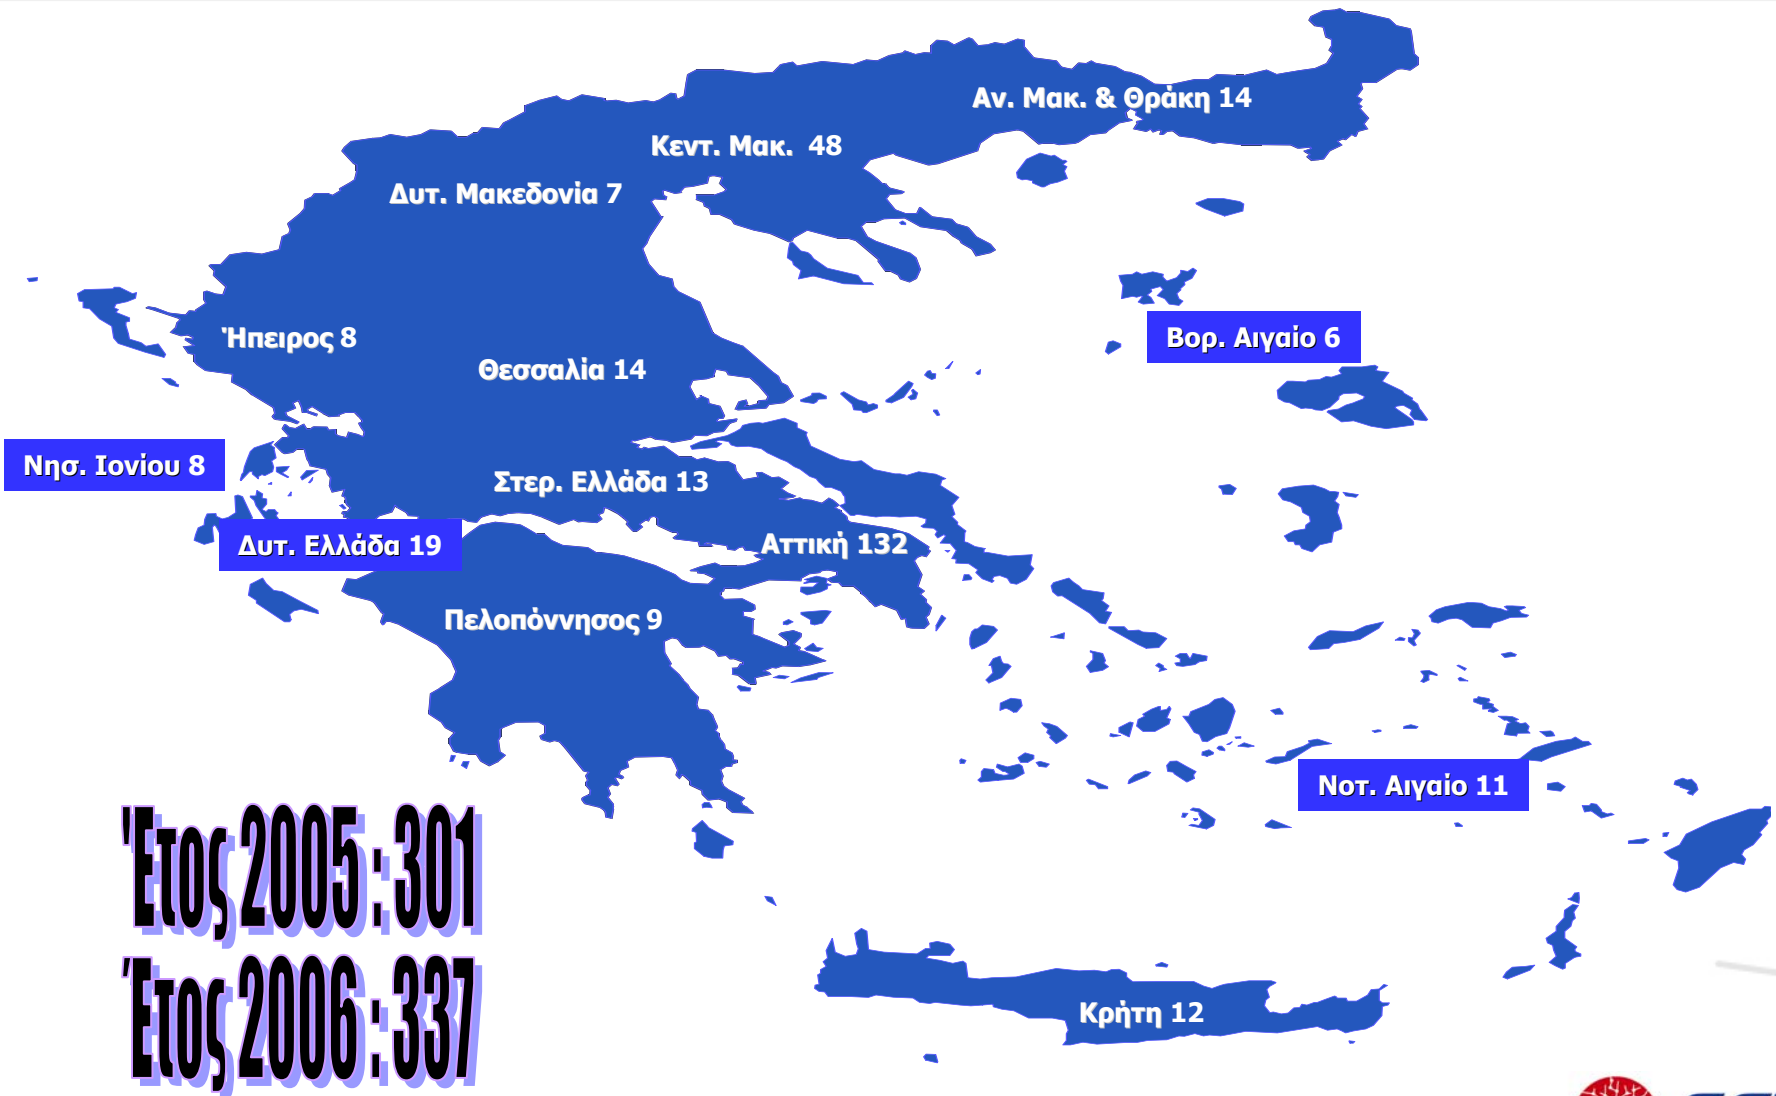 Αν. Μακ. & Θράκη 14
Κεντ. Μακ. 48
Δυτ. Μακεδονία 7
Ήπειρος 8
Βορ. Αιγαίο 6
Θεσσαλία 14
Νησ. Ιονίου 8
Στερ. Ελλάδα 13
Δυτ. Ελλάδα 19
Αττική 132
Πελοπόννησος 9
Νοτ. Αιγαίο 11
Έτος 2005 : 301
Έτος 2006 : 337
Κρήτη 12